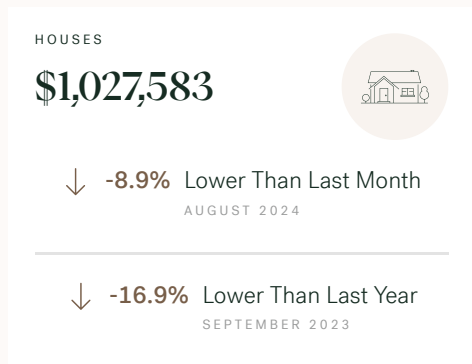 HOUSES
$1,027,583
-8.9% Lower Than Last Month
AUGUST 2024
-16.9% Lower Than Last Year
SEPTEMBER 2023